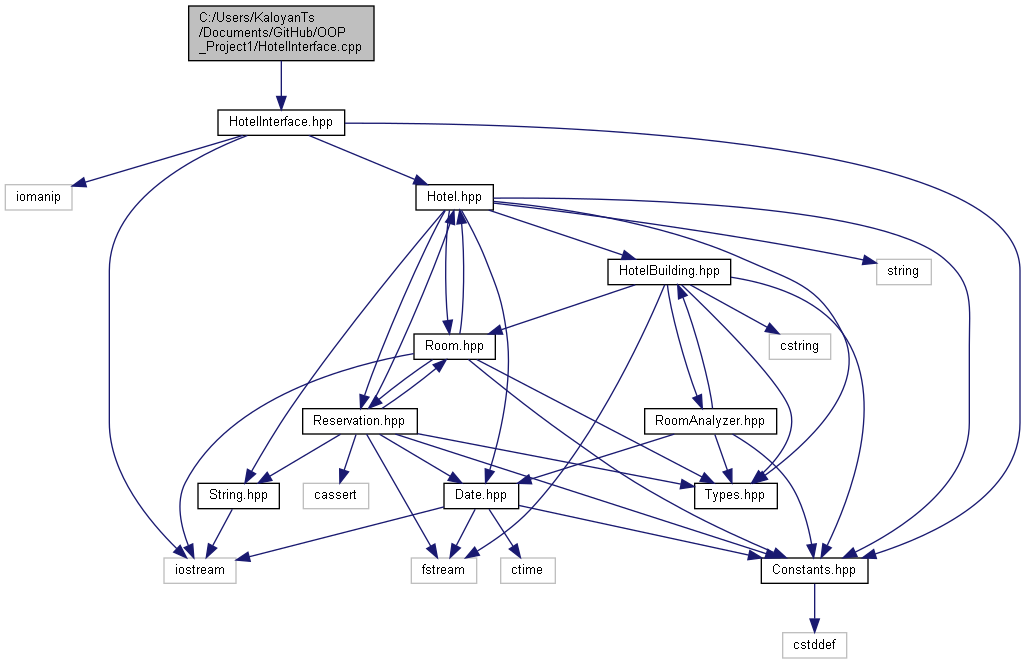 C:/Users/KaloyanTs
/Documents/GitHub/OOP
_Project1/HotelInterface.cpp
HotelInterface.hpp
iomanip
Hotel.hpp
HotelBuilding.hpp
string
Room.hpp
cstring
Reservation.hpp
RoomAnalyzer.hpp
String.hpp
cassert
Date.hpp
Types.hpp
iostream
fstream
ctime
Constants.hpp
cstddef